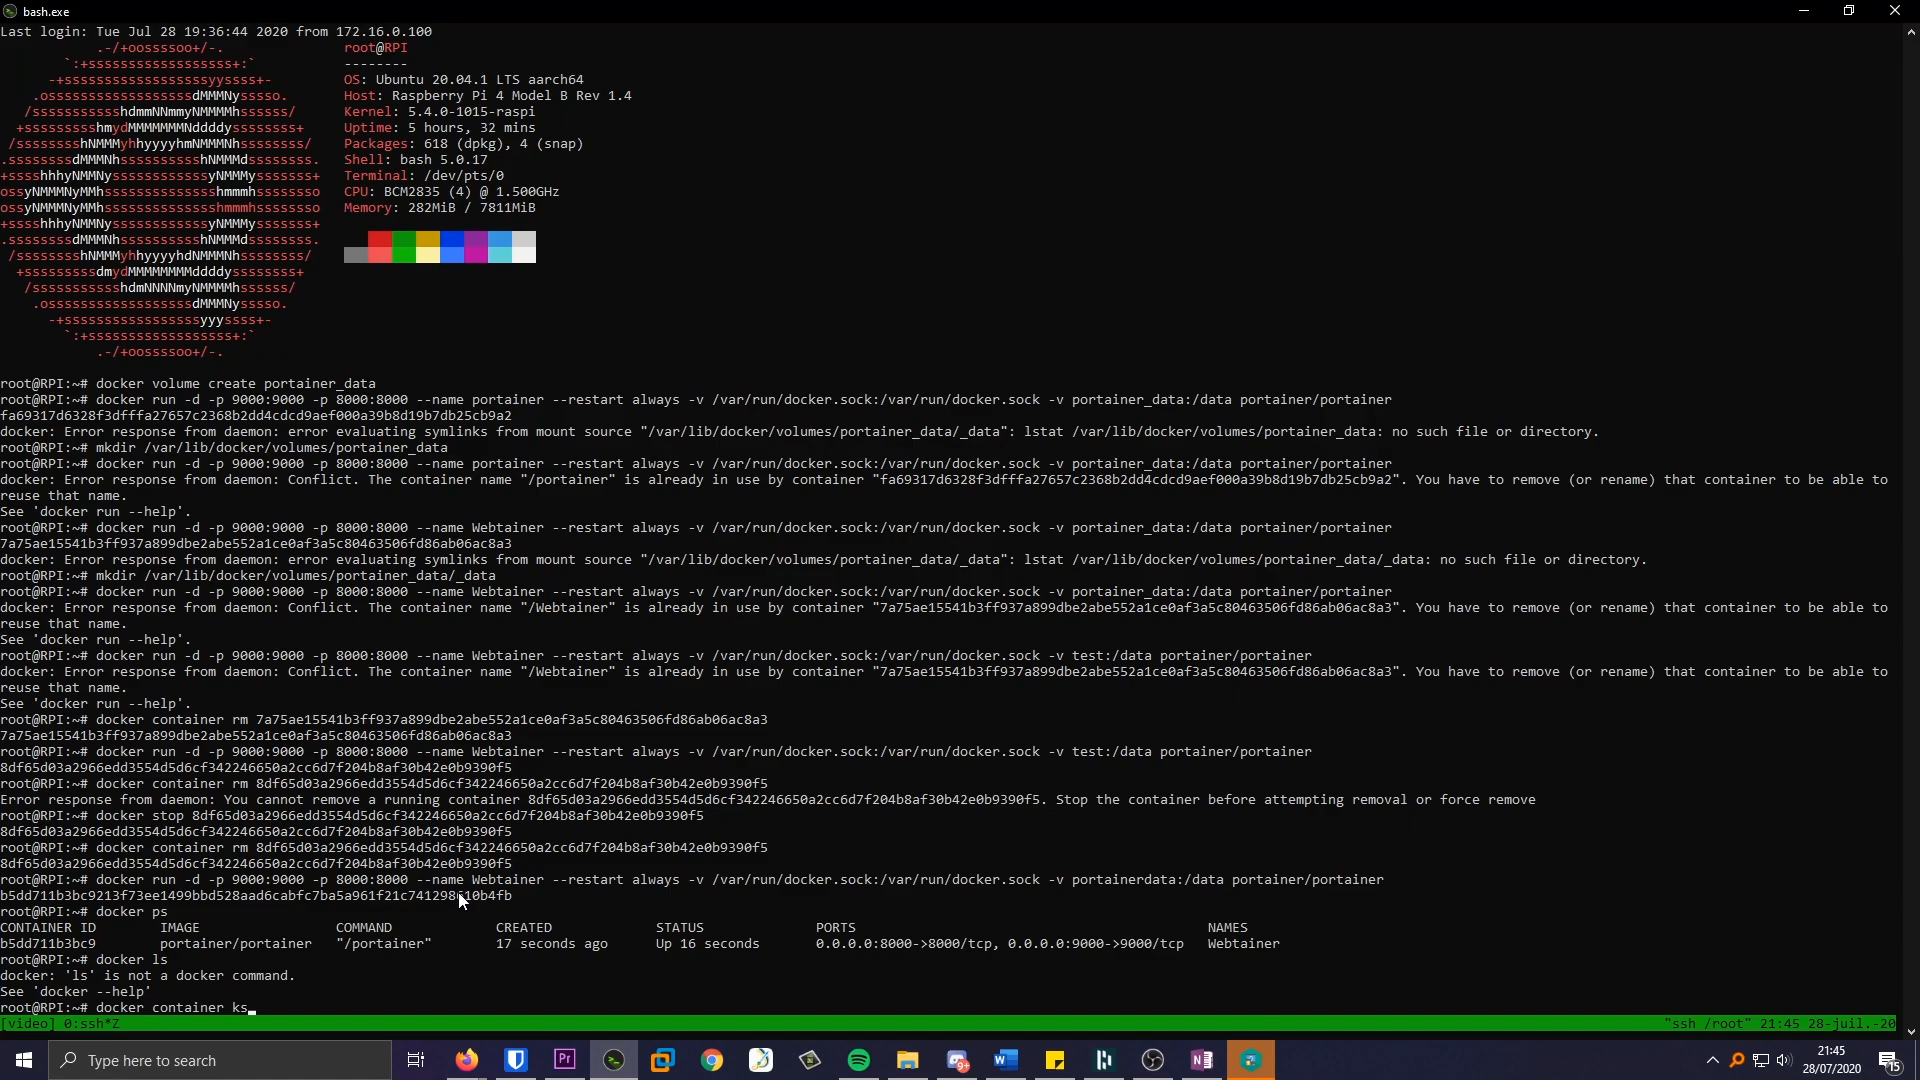 bash.exe
Last login: Tue Jul 28 19:36:44 2020 from 172.16.0.100
.-/+oossssoo+/-.
root@RPI
`:+ssssssssssssssssss+:`
--------
-+ssssssssssssssssssyyssss+-
OS: Ubuntu 20.04.1 LTS aarch64
.ossssssssssssssssssdMMMNysssso.
Host: Raspberry Pi 4 Model B Rev 1.4
/ssssssssssshdmmNNmmyNMMMMhssssss/
Kernel: 5.4.0-1015-raspi
+ssssssssshmydMMMMMMMNddddyssssssss+
Uptime: 5 hours, 32 mins
/sssssssshNMMMyhhyyyyhmNMMMNhssssssss/
Packages: 618 (dpkg), 4 (snap)
.ssssssssdMMMNhsssssssssshNMMMdssssssss.
Shell: bash 5.0.17
+sssshhhyNMMNyssssssssssssyNMMMysssssss+
Terminal: /dev/pts/0
ossyNMMMNyMMhsssssssssssssshmmmhssssssso
CPU: BCM2835 (4) @ 1.500GHz
ossyNMMMNyMMhsssssssssssssshmmmhssssssso
Memory: 282MiB / 7811MiB
+sssshhhyNMMNyssssssssssssyNMMMysssssss+
.ssssssssdMMMNhsssssssssshNMMMdssssssss.
/sssssssshNMMMyhhyyyyhdNMMMNhssssssss/
+sssssssssdmydMMMMMMMMddddyssssssss+
/ssssssssssshdmNNNNmyNMMMMhssssss/
.ossssssssssssssssssdMMMNysssso.
-+sssssssssssssssssyyyssss+-
`:+ssssssssssssssssss+:`
.-/+oossssoo+/-.
root@RPI:~# docker volume create portainer_data
root@RPI:~# docker run -d -p 9000:9000 -p 8000:8000 --name portainer --restart always -v /var/run/docker.sock:/var/run/docker.sock -v portainer_data:/data portainer/portainer
fa69317d6328f3dfffa27657c2368b2dd4cdcd9aef000a39b8d19b7db25cb9a2
docker: Error response from daemon: error evaluating symlinks from mount source "/var/lib/docker/volumes/portainer_data/_data": lstat /var/lib/docker/volumes/portainer_data: no such file or directory.
root@RPI:~# mkdir /var/lib/docker/volumes/portainer_data
root@RPI:~# docker run -d -p 9000:9000 -p 8000:8000 --name portainer --restart always -v /var/run/docker.sock:/var/run/docker.sock -v portainer_data:/data portainer/portainer
docker: Error response from daemon: Conflict. The container name "/portainer" is already in use by container "fa69317d6328f3dfffa27657c2368b2dd4cdcd9aef000a39b8d19b7db25cb9a2". You have to remove (or rename) that container to be able to
reuse that name.
See 'docker run --help'.
root@RPI:~# docker run -d -p 9000:9000 -p 8000:8000 --name Webtainer --restart always -v /var/run/docker.sock:/var/run/docker.sock -v portainer_data:/data portainer/portainer
7a75ae15541b3ff937a899dbe2abe552a1ce0af3a5c80463506fd86ab06ac8a3
docker: Error response from daemon: error evaluating symlinks from mount source "/var/lib/docker/volumes/portainer_data/_data": lstat /var/lib/docker/volumes/portainer_data/_data: no such file or directory.
root@RPI:~# mkdir /var/lib/docker/volumes/portainer_data/_data
root@RPI:~# docker run -d -p 9000:9000 -p 8000:8000 --name Webtainer --restart always -v /var/run/docker.sock:/var/run/docker.sock -v portainer_data:/data portainer/portainer
docker: Error response from daemon: Conflict. The container name "/Webtainer" is already in use by container "7a75ae15541b3ff937a899dbe2abe552a1ce0af3a5c80463506fd86ab06ac8a3". You have to remove (or rename) that container to be able to
reuse that name.
See 'docker run --help'.
root@RPI:~# docker run -d -p 9000:9000 -p 8000:8000 --name Webtainer --restart always -v /var/run/docker.sock:/var/run/docker.sock -v test:/data portainer/portainer
docker: Error response from daemon: Conflict. The container name "/Webtainer" is already in use by container "7a75ae15541b3ff937a899dbe2abe552a1ce0af3a5c80463506fd86ab06ac8a3". You have to remove (or rename) that container to be able to
reuse that name.
See 'docker run --help'.
root@RPI:~# docker container rm 7a75ae15541b3ff937a899dbe2abe552a1ce0af3a5c80463506fd86ab06ac8a3
7a75ae15541b3ff937a899dbe2abe552a1ce0af3a5c80463506fd86ab06ac8a3
root@RPI:~# docker run -d -p 9000:9000 -p 8000:8000 --name Webtainer --restart always -v /var/run/docker.sock:/var/run/docker.sock -v test:/data portainer/portainer
8df65d03a2966edd3554d5d6cf342246650a2cc6d7f204b8af30b42e0b9390f5
root@RPI:~# docker container rm 8df65d03a2966edd3554d5d6cf342246650a2cc6d7f204b8af30b42e0b9390f5
Error response from daemon: You cannot remove a running container 8df65d03a2966edd3554d5d6cf342246650a2cc6d7f204b8af30b42e0b9390f5. Stop the container before attempting removal or force remove
root@RPI:~# docker stop 8df65d03a2966edd3554d5d6cf342246650a2cc6d7f204b8af30b42e0b9390f5
8df65d03a2966edd3554d5d6cf342246650a2cc6d7f204b8af30b42e0b9390f5
root@RPI:~# docker container rm 8df65d03a2966edd3554d5d6cf342246650a2cc6d7f204b8af30b42e0b9390f5
8df65d03a2966edd3554d5d6cf342246650a2cc6d7f204b8af30b42e0b9390f5
root@RPI:~# docker run -d -p 9000:9000 -p 8000:8000 --name Webtainer --restart always -v /var/run/docker.sock:/var/run/docker.sock -v portainerdata:/data portainer/portainer
root@RPI:~# docker ps
CONTAINER ID IMAGE COMMAND CREATED STATUS PORTS NAMES
b5dd711b3bc9 portainer/portainer "/portainer" 17 seconds ago Up 16 seconds 0.0.0.0:8000->8000/tcp, 0.0.0.0:9000->9000/tcp Webtainer
root@RPI:~# docker ls
docker: 'ls' is not a docker command.
See 'docker --help'
root@RPI:~# docker container ks
[video] 0:ssh*Z
"ssh /root" 21:45 28-juil.-20
Type here to search
21:45
28/07/2020
15